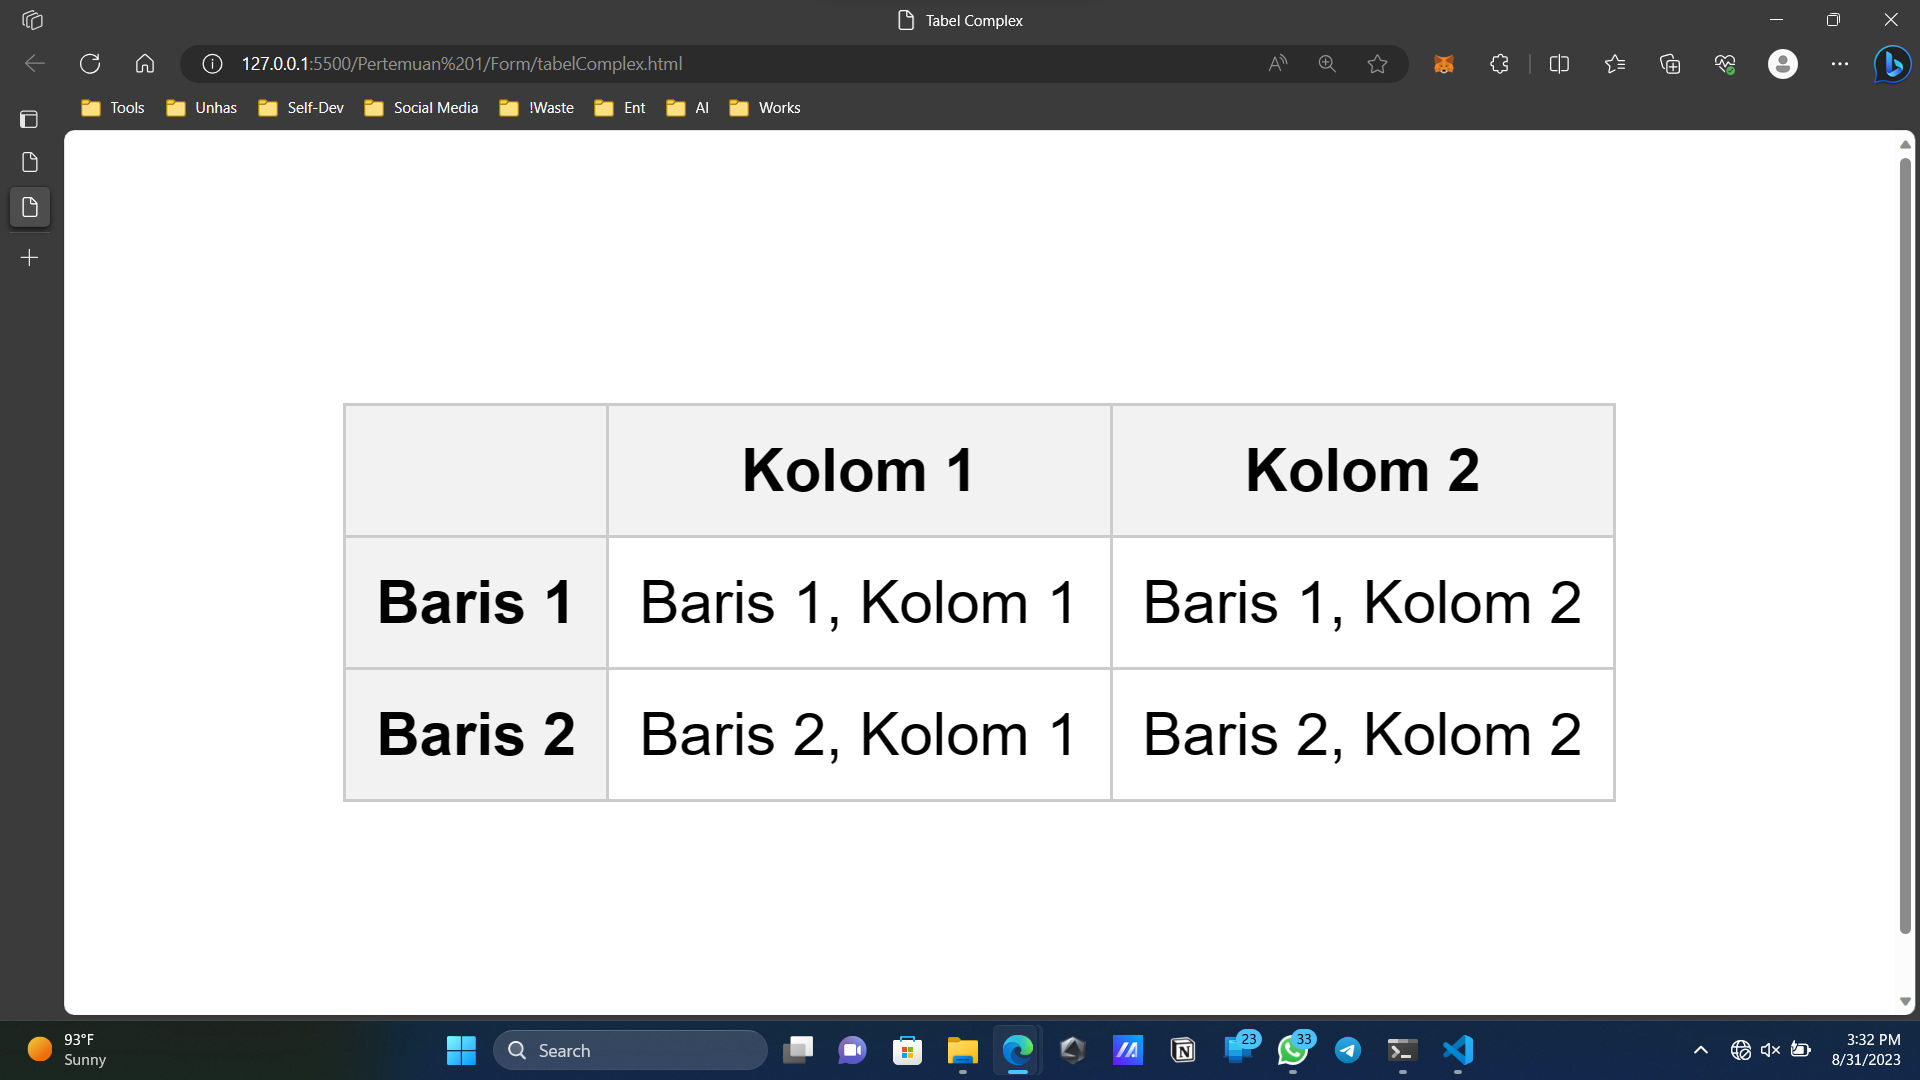 Tabel Complex
127.0.0.1:5500/Pertemuan%201/Form/tabelComplex.html
Tools Unhas Self-Dev Social Media !Waste Ent AI Works
Kolom 1 Kolom 2
Baris 1 Baris 1, Kolom 1 Baris 1, Kolom 2
Baris 2 Baris 2, Kolom 1 Baris 2, Kolom 2
93°F
Sunny
Search
23
33
3:32 PM
8/31/2023